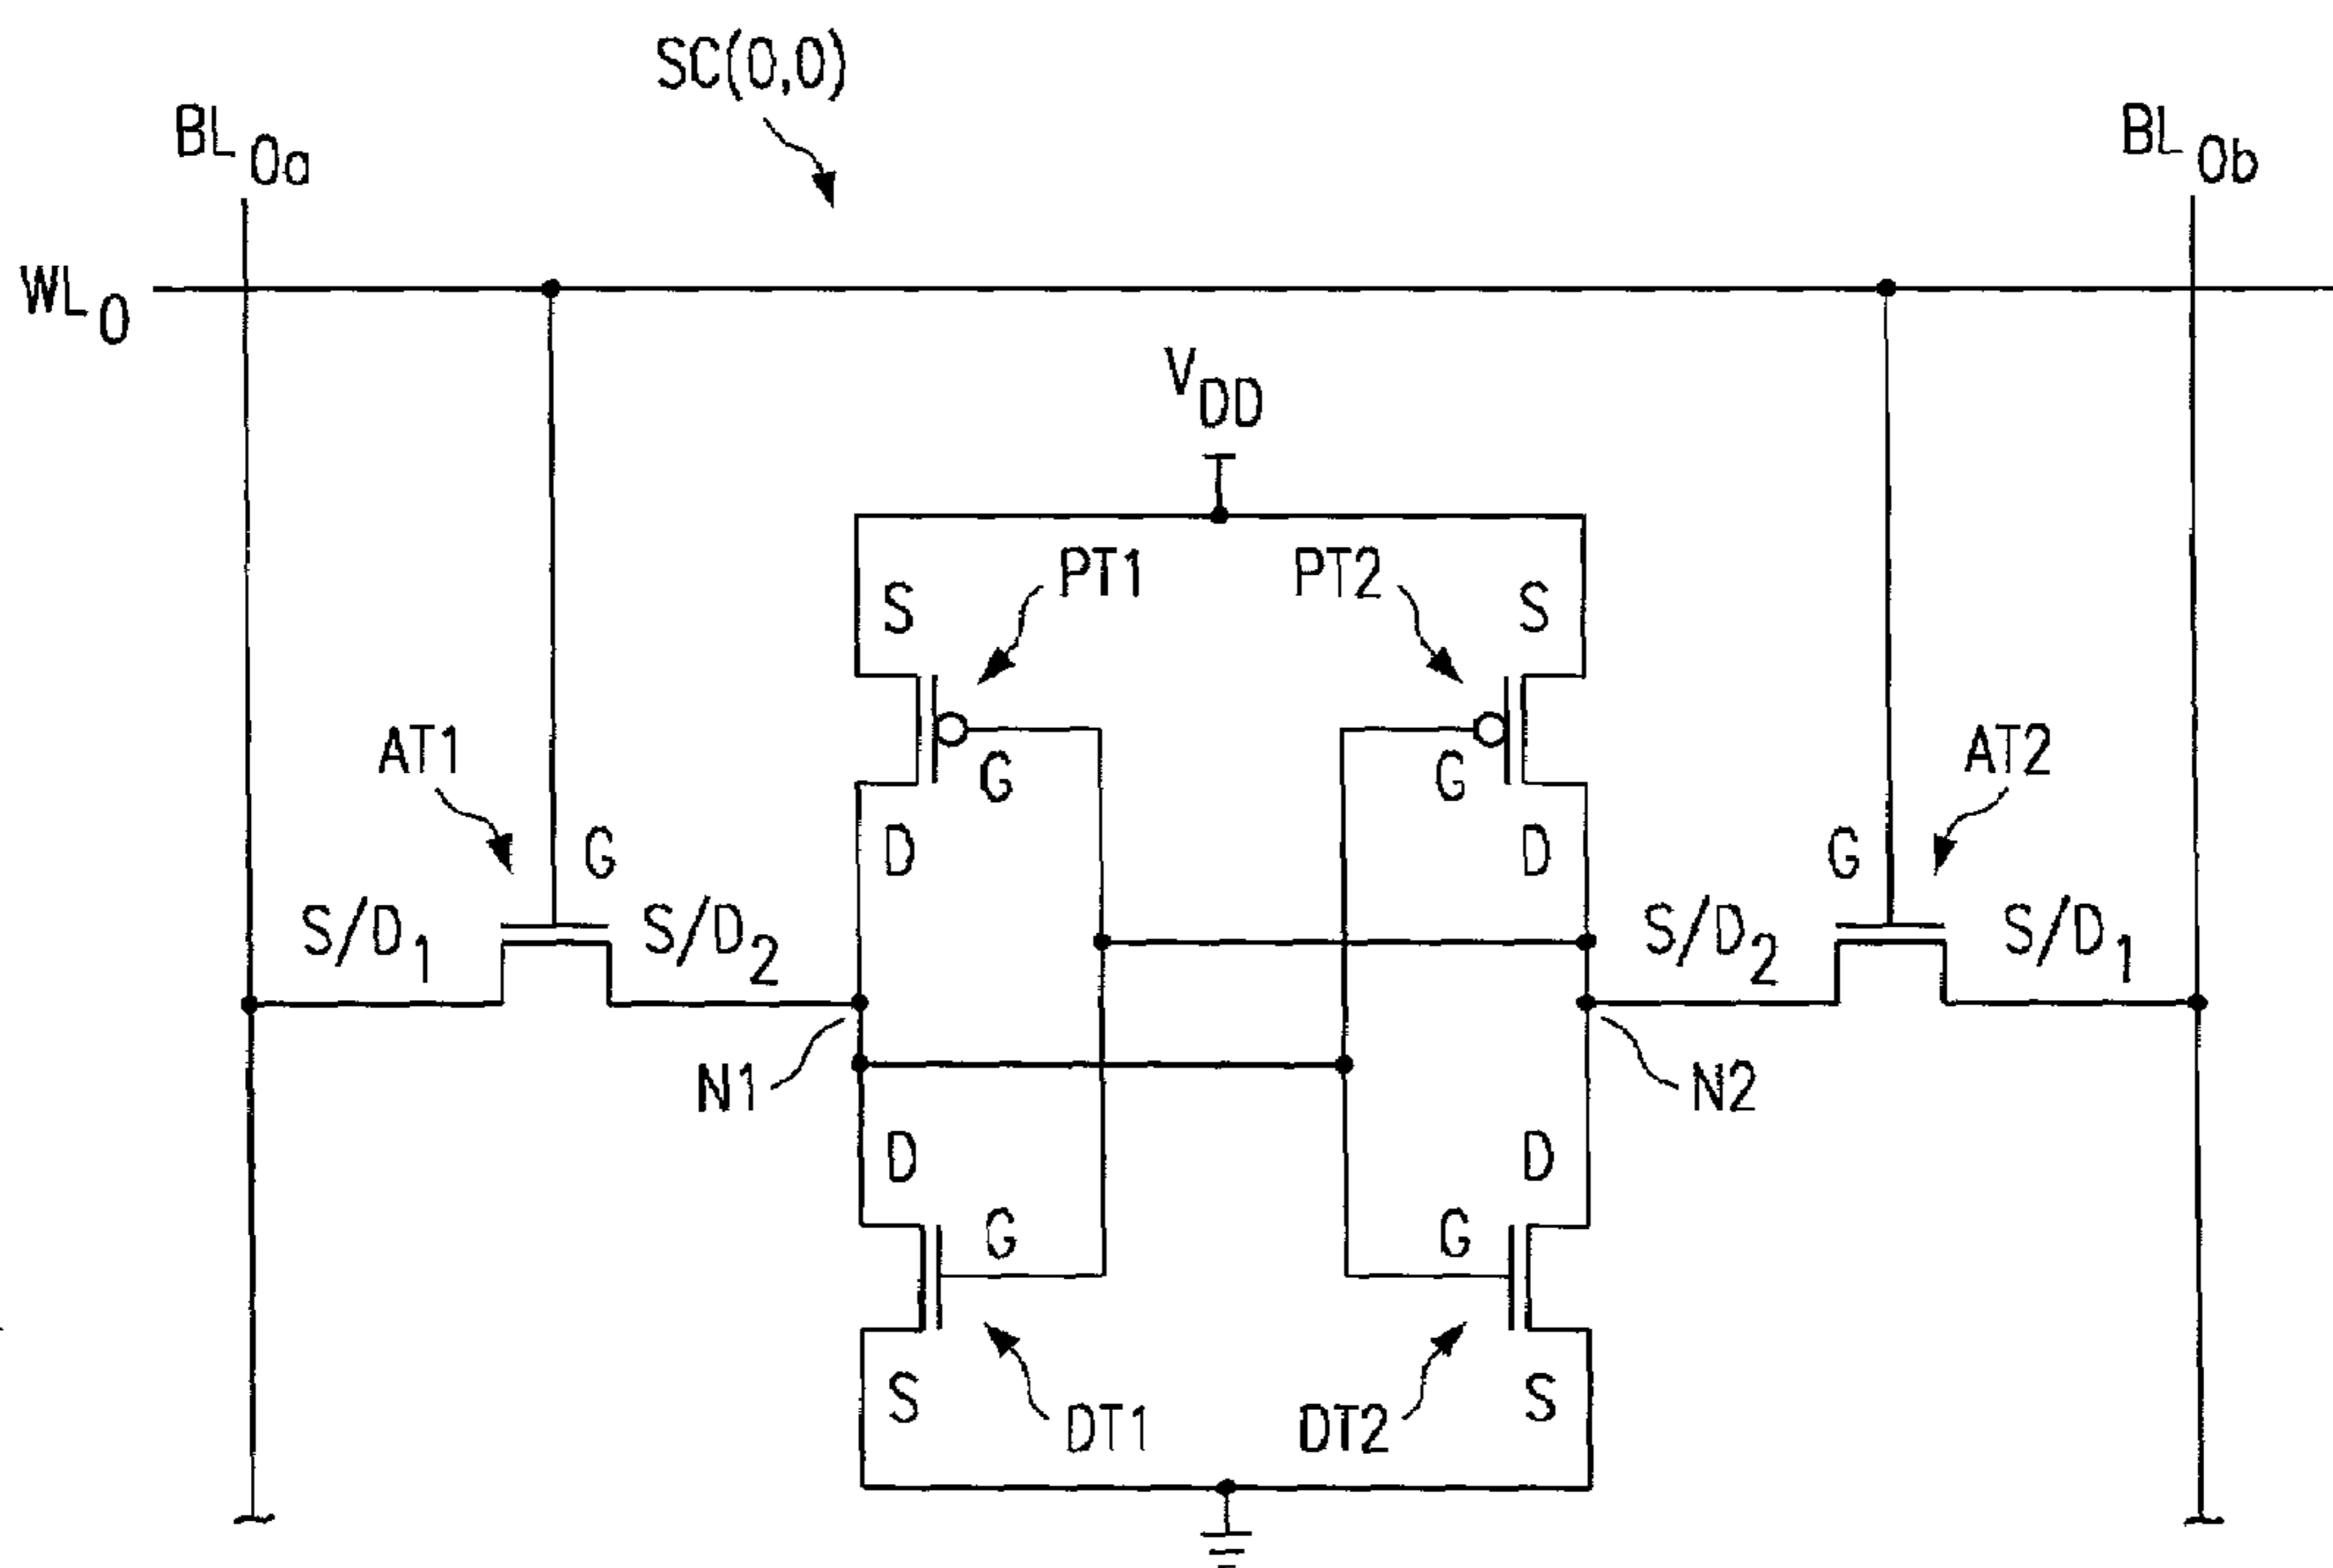 SC(0,0)
BL0a
BL0b
WL0
VDD
PT1
PT2
S
S
AT1
AT2
G
G
G
G
D
D
S/D1
S/D2
S/D2
S/D1
N1
N2
D
D
G
G
S
S
DT1
DT2